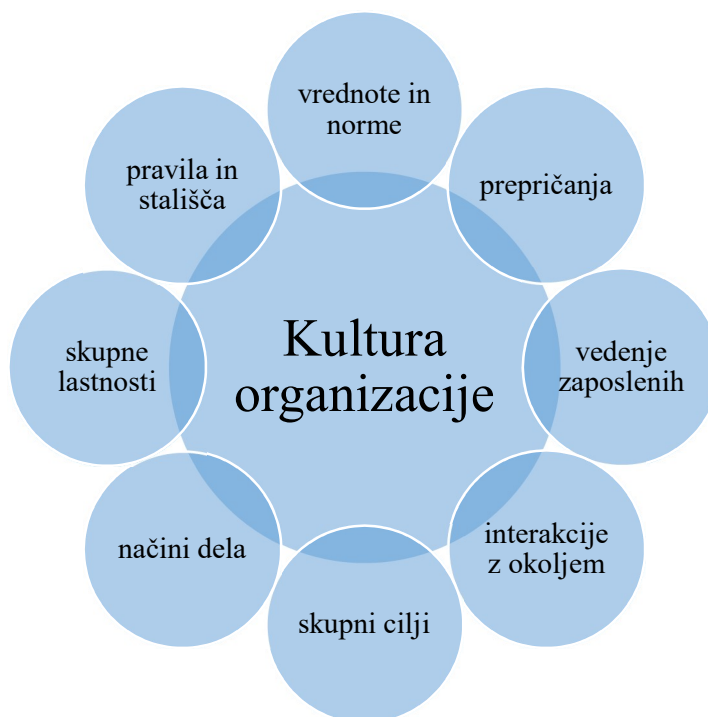 vrednote in
norme
prepričanja
vedenje
zaposlenih
interakcije
z okoljem
skupni cilji
načini dela
skupne
lastnosti
pravila in
stališča
Kultura
organizacije